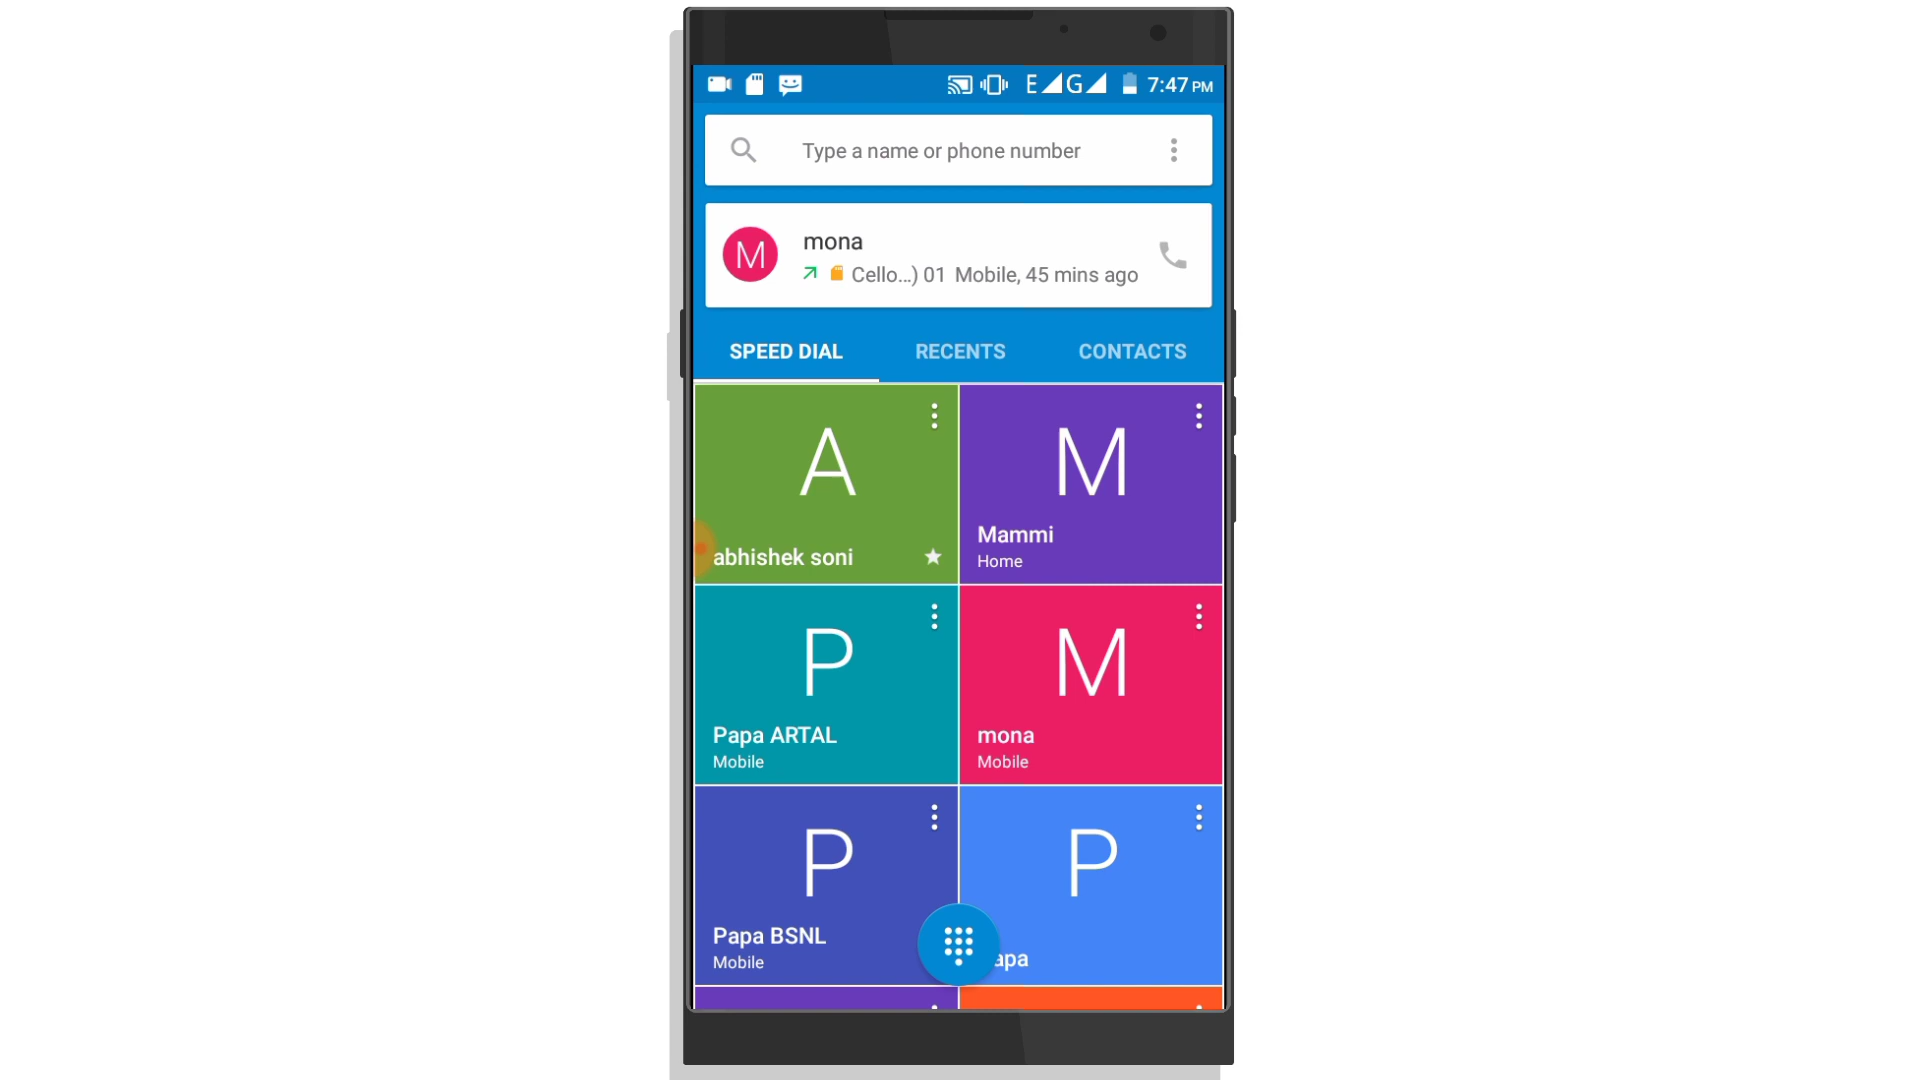 E G 7:47 PM
Type a name or phone number
M
mona
Cello...) 01 Mobile, 45 mins ago
SPEED DIAL RECENTS CONTACTS
A
abhishek soni
M
Mammi
Home
P
Papa ARTAL
Mobile
M
mona
Mobile
P
Papa BSNL
Mobile
P
apa